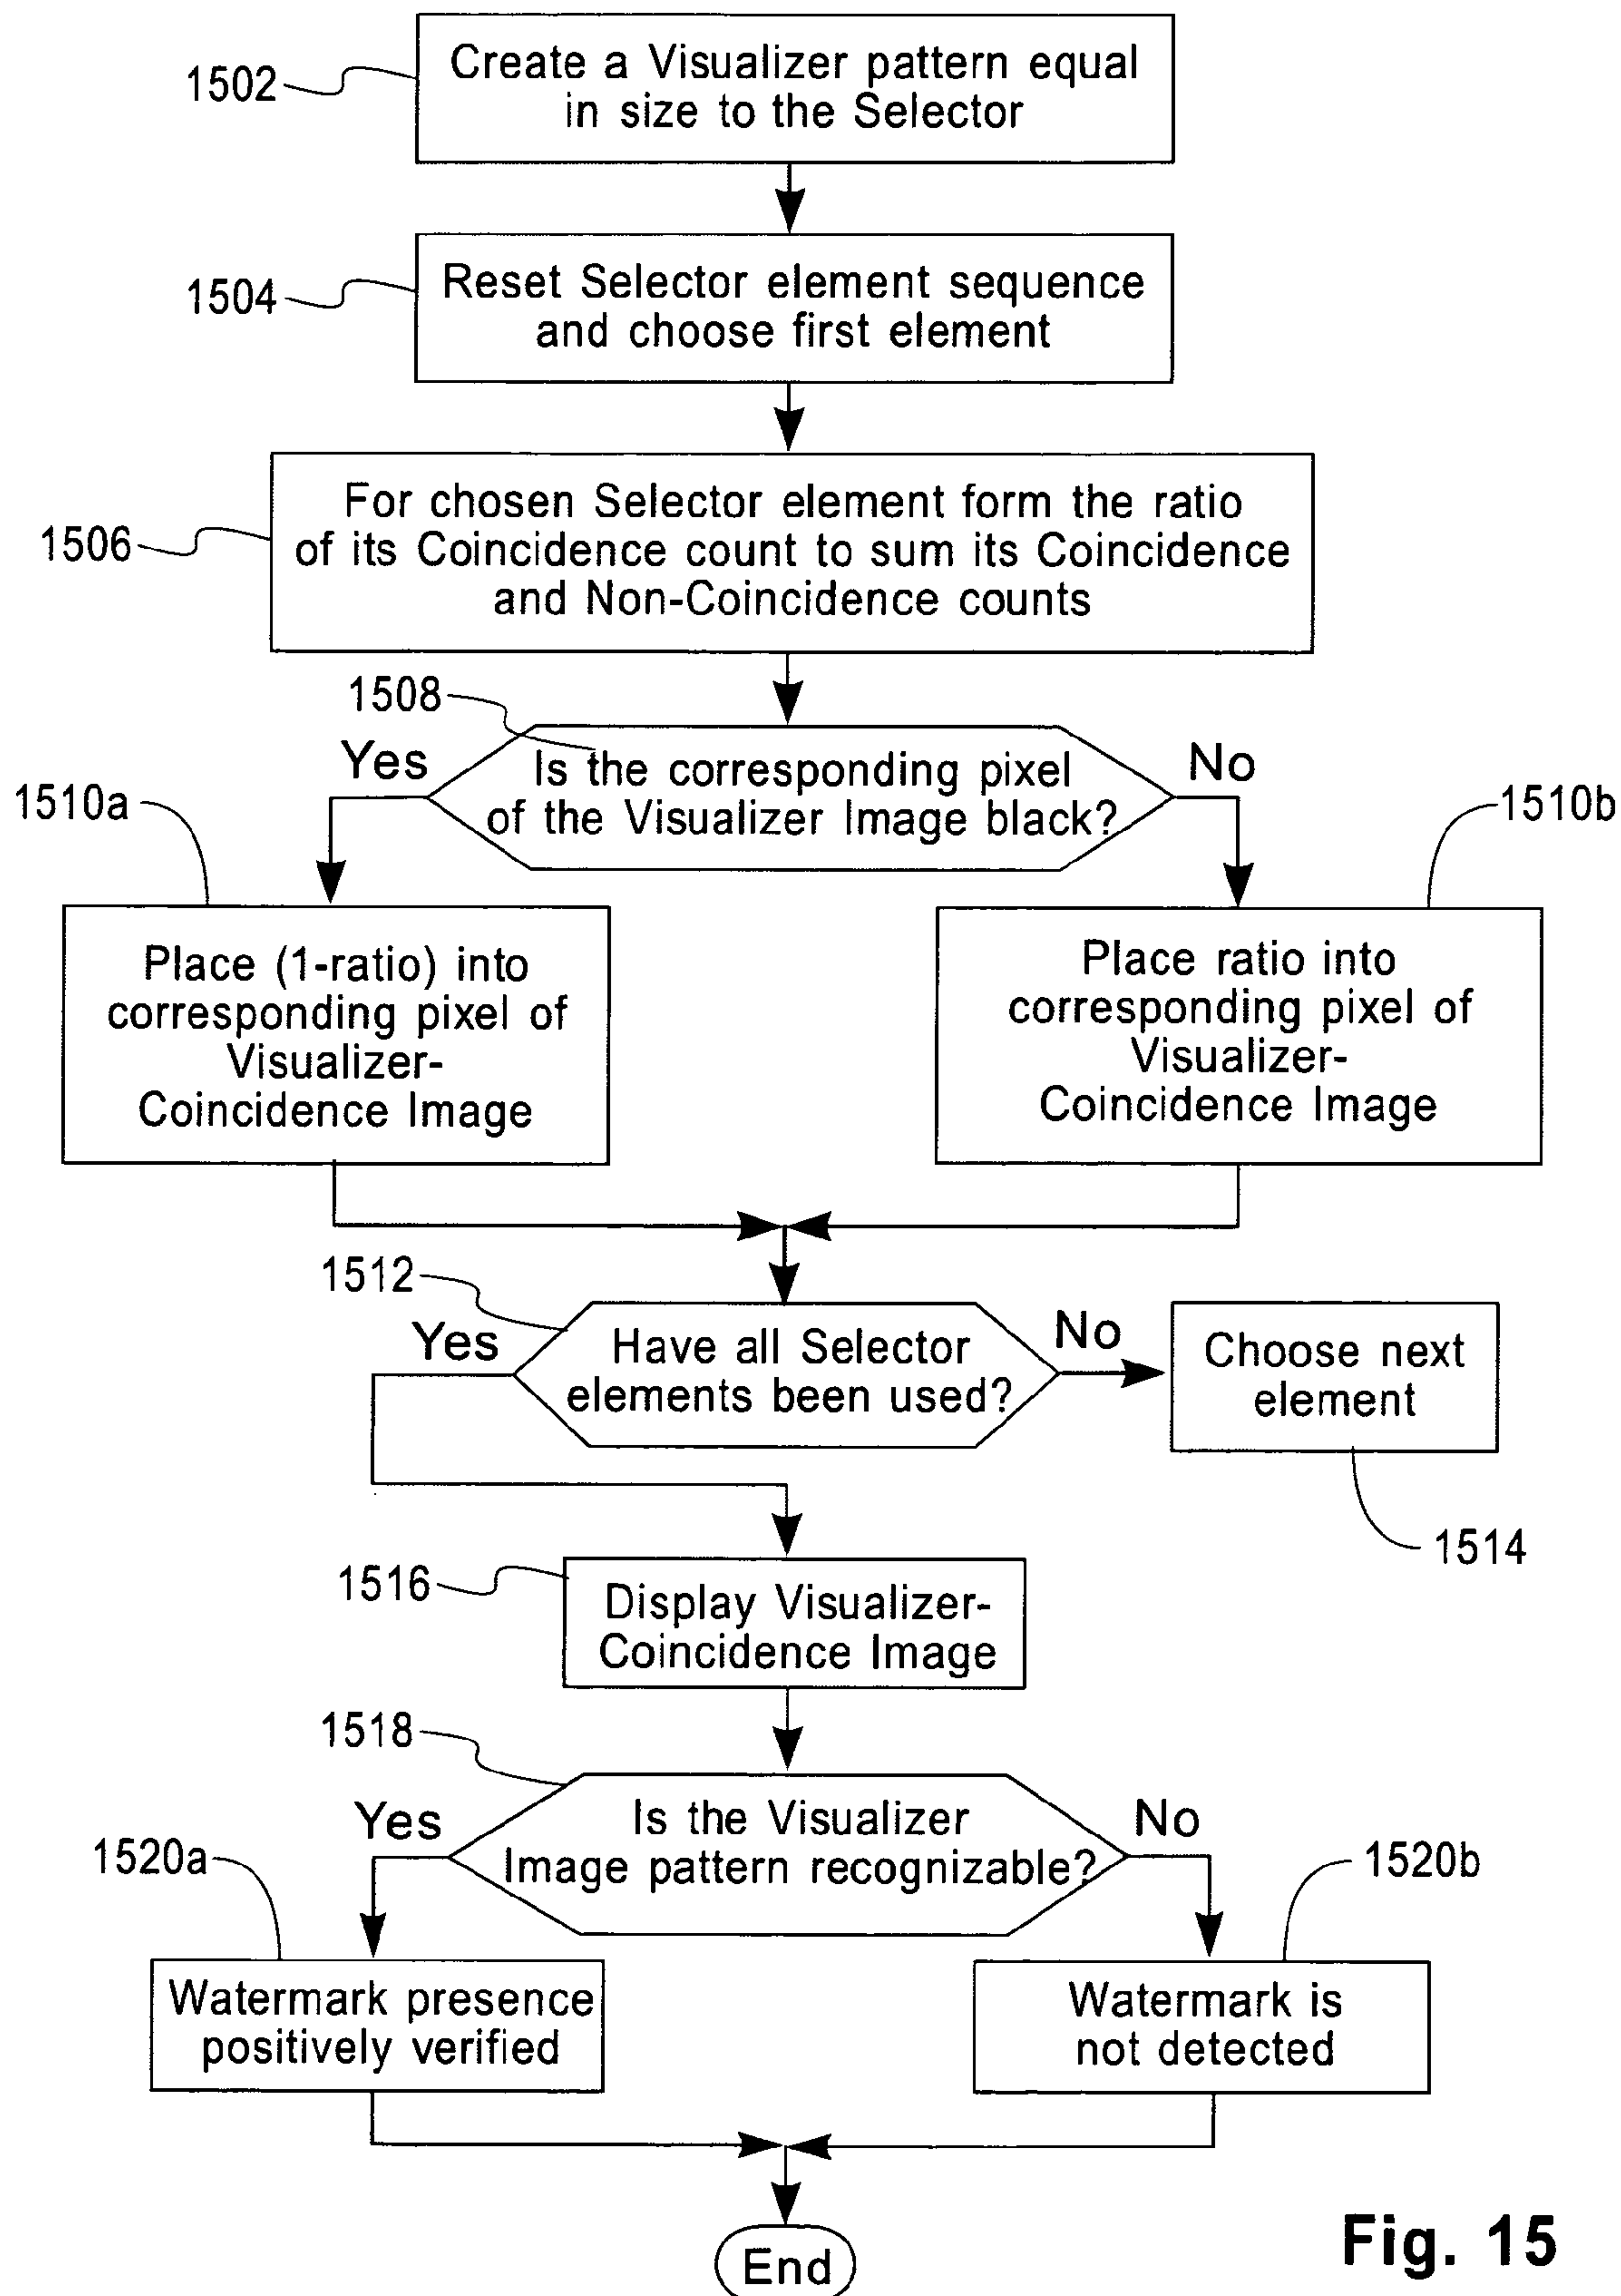 1502
Create a Visualizer pattern equal
in size to the Selector
1504
Reset Selector element sequence
and choose first element
1506
For chosen Selector element form the ratio
of its Coincidence count to sum its Coincidence
and Non-Coincidence counts
1508
Yes
Is the corresponding pixel
of the Visualizer Image black?
No
1510a
1510b
Place (1-ratio) into
corresponding pixel of
Visualizer-
Coincidence Image
Place ratio into
corresponding pixel of
Visualizer-
Coincidence Image
1512
Yes
Have all Selector
elements been used?
No
Choose next
element
1514
1516
Display Visualizer-
Coincidence Image
1518
Yes
Is the Visualizer
Image pattern recognizable?
No
1520a
1520b
Watermark presence
positively verified
Watermark is
not detected
End
Fig. 15